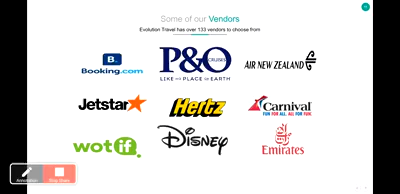 Some of our Vendors
Evolution Travel has over 133 vendors to choose from
B.
Booking.com
P&O
CRUISES
LIKE NO PLACE ON EARTH
AIR NEW ZEALAND
Jetstar
Hertz
Carnival
FUN FOR ALL. ALL FOR FUN.
wotif
Disney
Emirates
Annotation
Stop Share